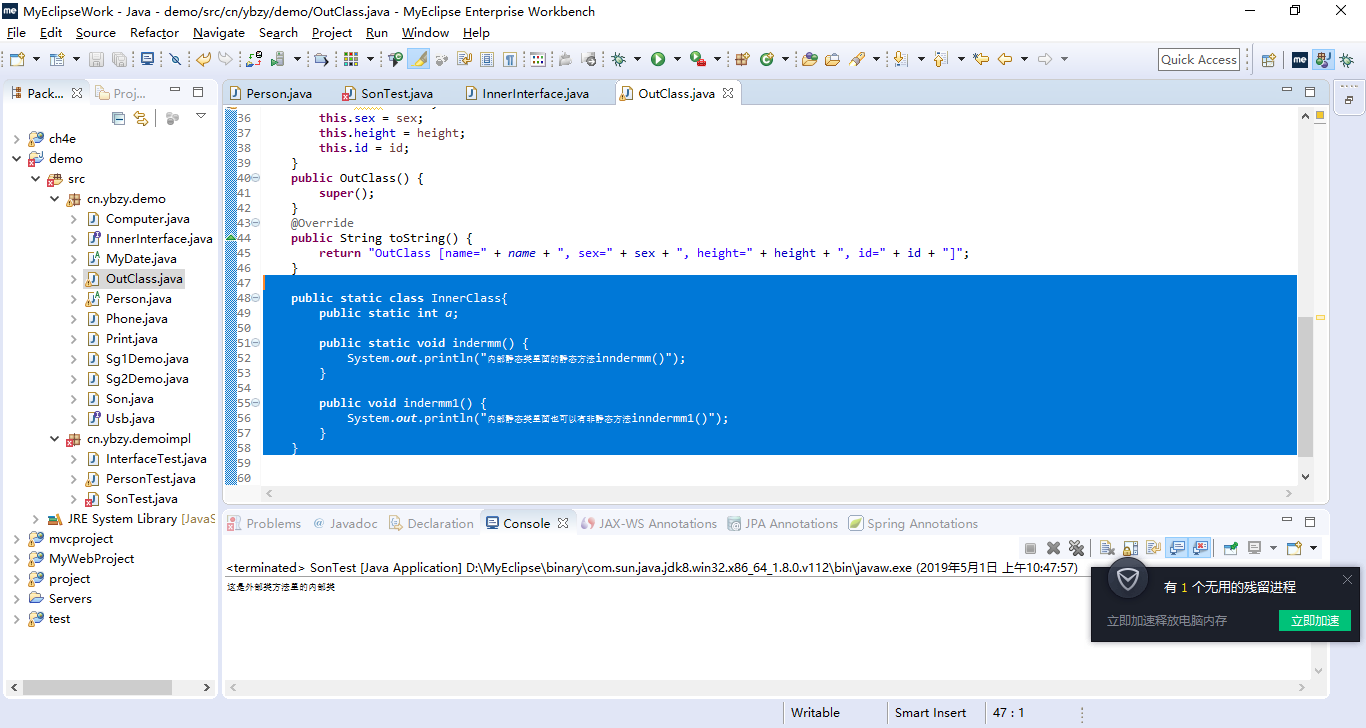 MyEclipseWork - Java - demo/src/cn/ybzy/demo/OutClass.java - MyEclipse Enterprise Workbench
File Edit Source Refactor Navigate Search Project Run Window Help
Quick Access
Pack... Proj...
ch4e
demo
src
cn.ybzy.demo
Computer.java
InnerInterface.java
MyDate.java
OutClass.java
Person.java
Phone.java
Print.java
Sg1Demo.java
Sg2Demo.java
Son.java
Usb.java
cn.ybzy.demoimpl
InterfaceTest.java
PersonTest.java
SonTest.java
JRE System Library [JavaS
mvcproject
MyWebProject
project
Servers
test
Person.java SonTest.java InnerInterface.java OutClass.java
36 this.sex = sex;
37 this.height = height;
38 this.id = id;
39 }
40 public OutClass() {
41 super();
42 }
43 @Override
44 public String toString() {
45 return "OutClass [name=" + name + ", sex=" + sex + ", height=" + height + ", id=" + id + "]";
46 }
47
48 public static class InnerClass{
49 public static int a;
50
51 public static void indermm() {
52 System.out.println("内部静态类里面的静态方法inndermm()");
53 }
54
55 public void indermm1() {
56 System.out.println("内部静态类里面也可以有非静态方法inndermm1()");
57 }
58 }
59
60
Problems @ Javadoc Declaration Console JAX-WS Annotations JPA Annotations Spring Annotations
<terminated> SonTest [Java Application] D:\MyEclipse\binary\com.sun.java.jdk8.win32.x86_64_1.8.0.v112\bin\javaw.exe (2019年5月1日 上午10:47:57)
这是外部类方法里的内部类
有 1 个无用的残留进程
立即加速释放电脑内存 立即加速
Writable Smart Insert 47 : 1